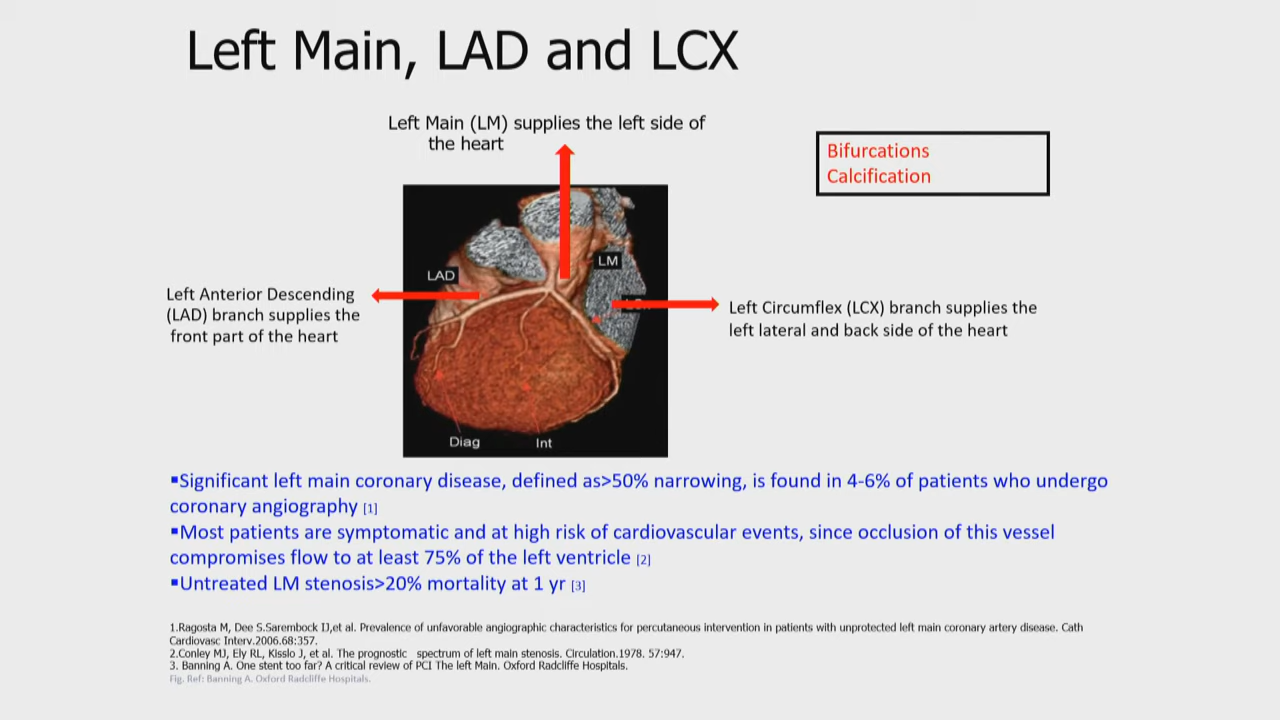 Left Main, LAD and LCX
Left Main (LM) supplies the left side of
the heart
Bifurcations
Calcification
LAD
LM
Left Anterior Descending
(LAD) branch supplies the
front part of the heart
Left Circumflex (LCX) branch supplies the
left lateral and back side of the heart
Diag
Int
▪Significant left main coronary disease, defined as>50% narrowing, is found in 4-6% of patients who undergo
coronary angiography [1]
▪Most patients are symptomatic and at high risk of cardiovascular events, since occlusion of this vessel
compromises flow to at least 75% of the left ventricle [2]
▪Untreated LM stenosis>20% mortality at 1 yr [3]
1.Ragosta M, Dee S.Sarembock IJ,et al. Prevalence of unfavorable angiographic characteristics for percutaneous intervention in patients with unprotected left main coronary artery disease. Cath
Cardiovasc Interv.2006.68:357.
2.Conley MJ, Ely RL, Kisslo J, et al. The prognostic spectrum of left main stenosis. Circulation.1978. 57:947.
3. Banning A. One stent too far? A critical review of PCI The left Main. Oxford Radcliffe Hospitals.
Fig. Ref: Banning A. Oxford Radcliffe Hospitals.